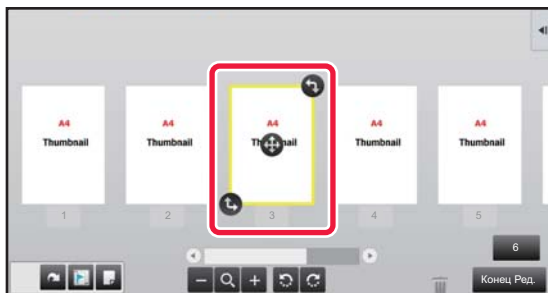 A4 A4 A4 A4 A4
Thumbnail Thumbnail Thumbnail Thumbnail
1 2 3 4 5
6
Конец Ред.